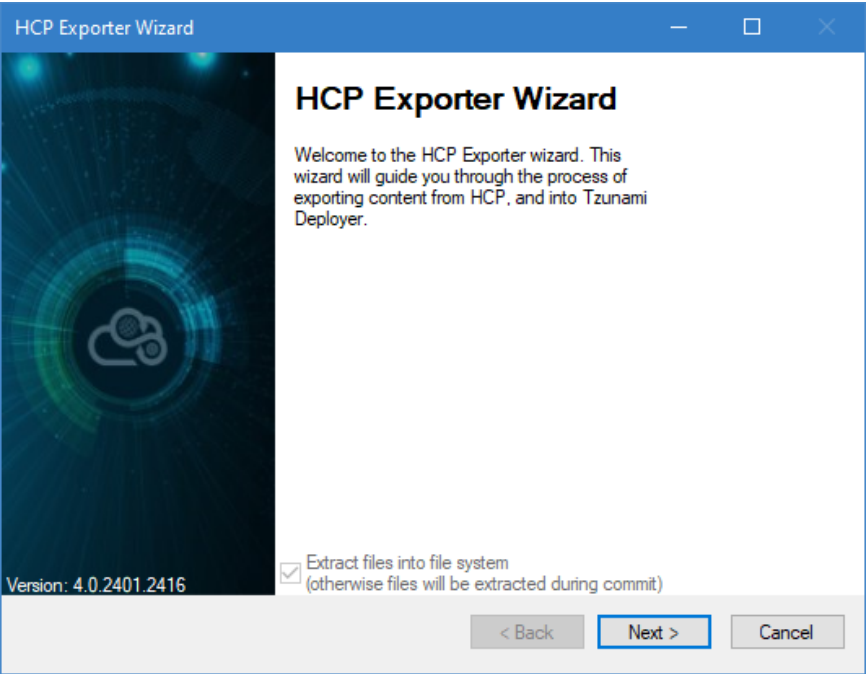 HCP Exporter Wizard
HCP Exporter Wizard
Welcome to the HCP Exporter wizard. This
wizard will guide you through the process of
exporting content from HCP, and into Tzunami
Deployer.
Extract files into file system
(otherwise files will be extracted during commit)
Version: 4.0.2401.2416
< Back
Next >
Cancel